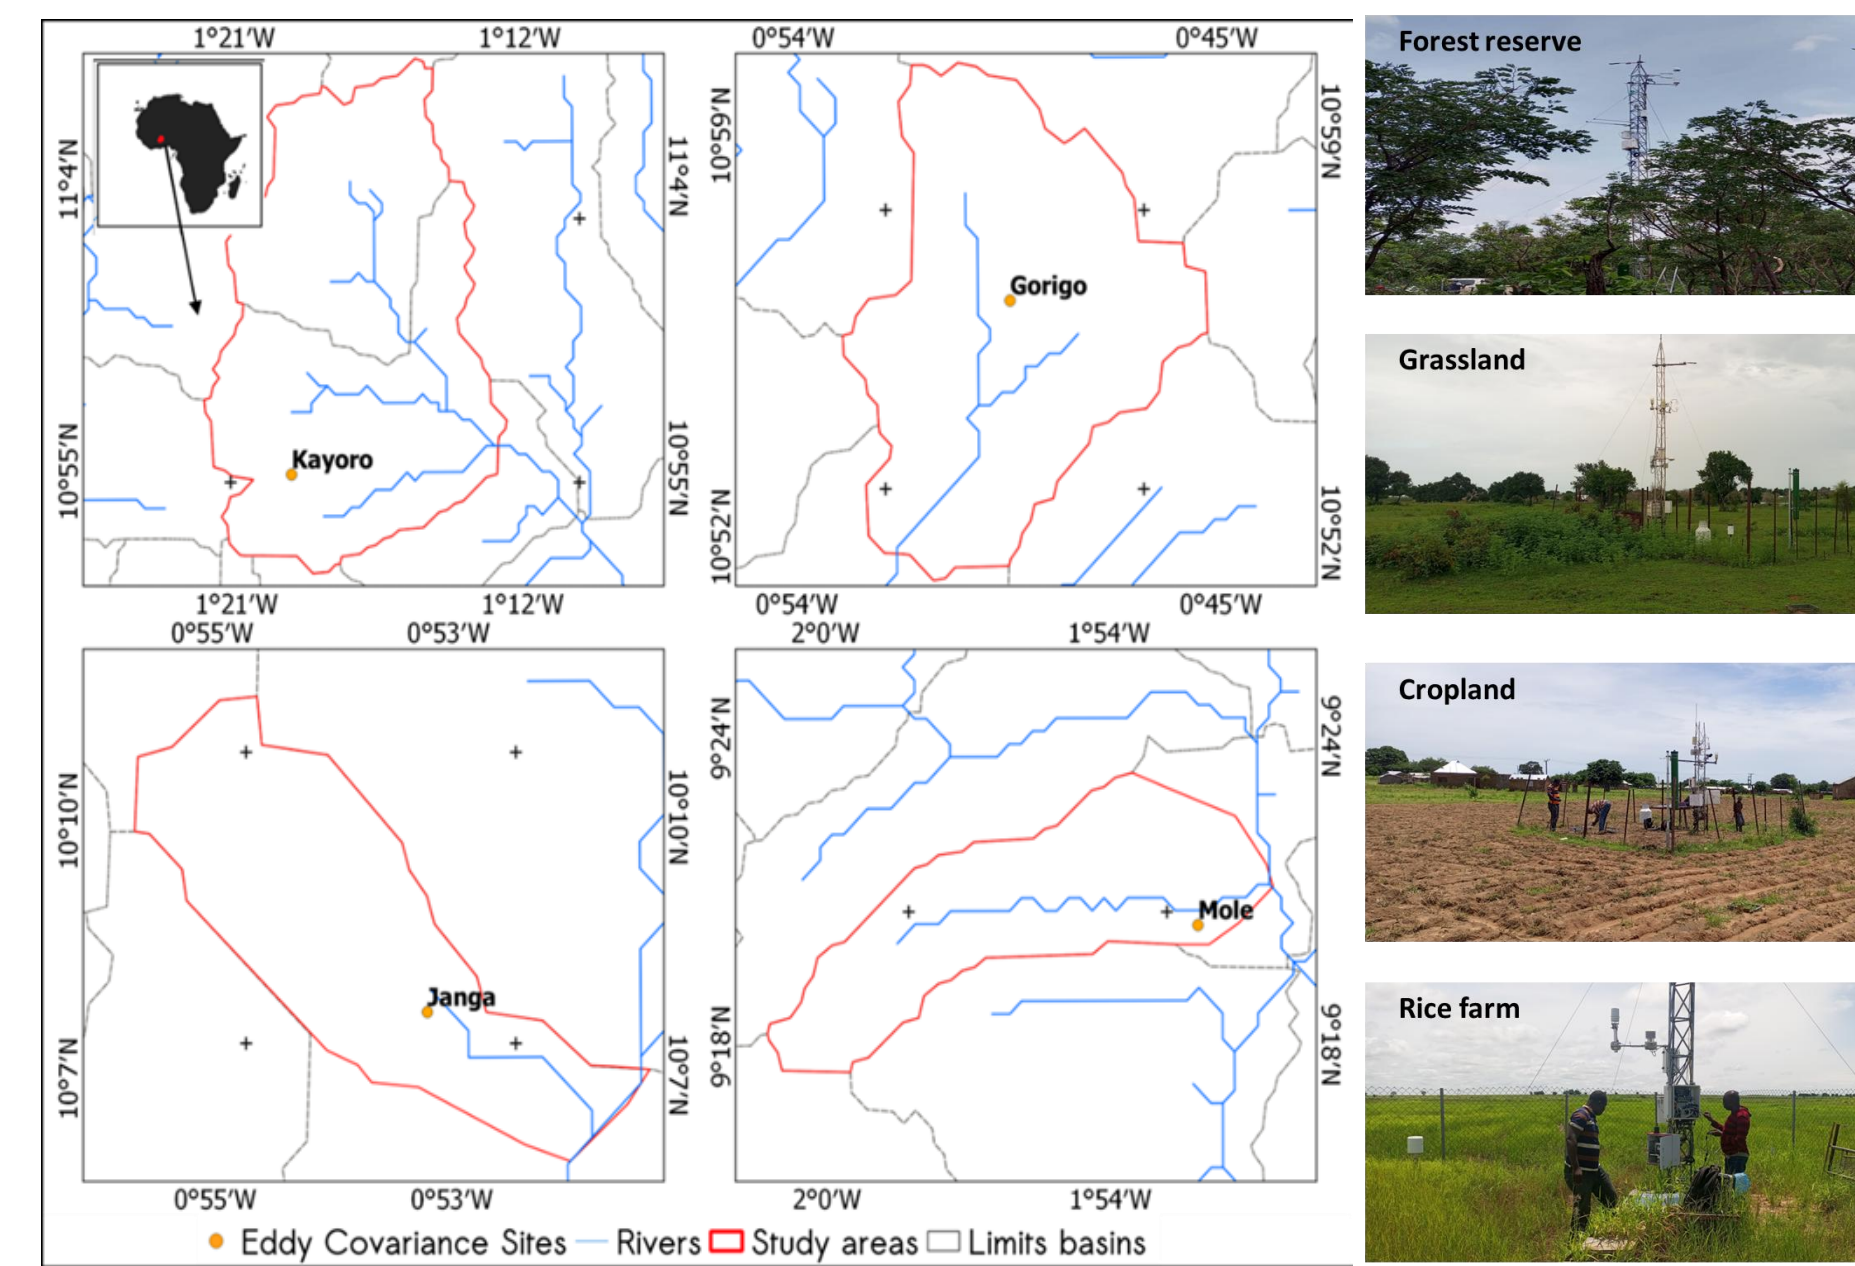 1°21'W 1°12'W
11°4'N
11°4'N
10°55'N
10°55'N
Kayoro
1°21'W 1°12'W
0°54'W 0°45'W
10°59'N
10°59'N
Gorigo
10°52'N
10°52'N
0°54'W 0°45'W
0°55'W 0°53'W
10°10'N
10°10'N
Janga
10°7'N
10°7'N
0°55'W 0°53'W
2°0'W 1°54'W
9°24'N
9°24'N
Mole
9°18'N
9°18'N
2°0'W 1°54'W
Eddy Covariance Sites Rivers Study areas Limits basins
Forest reserve
Grassland
Cropland
Rice farm